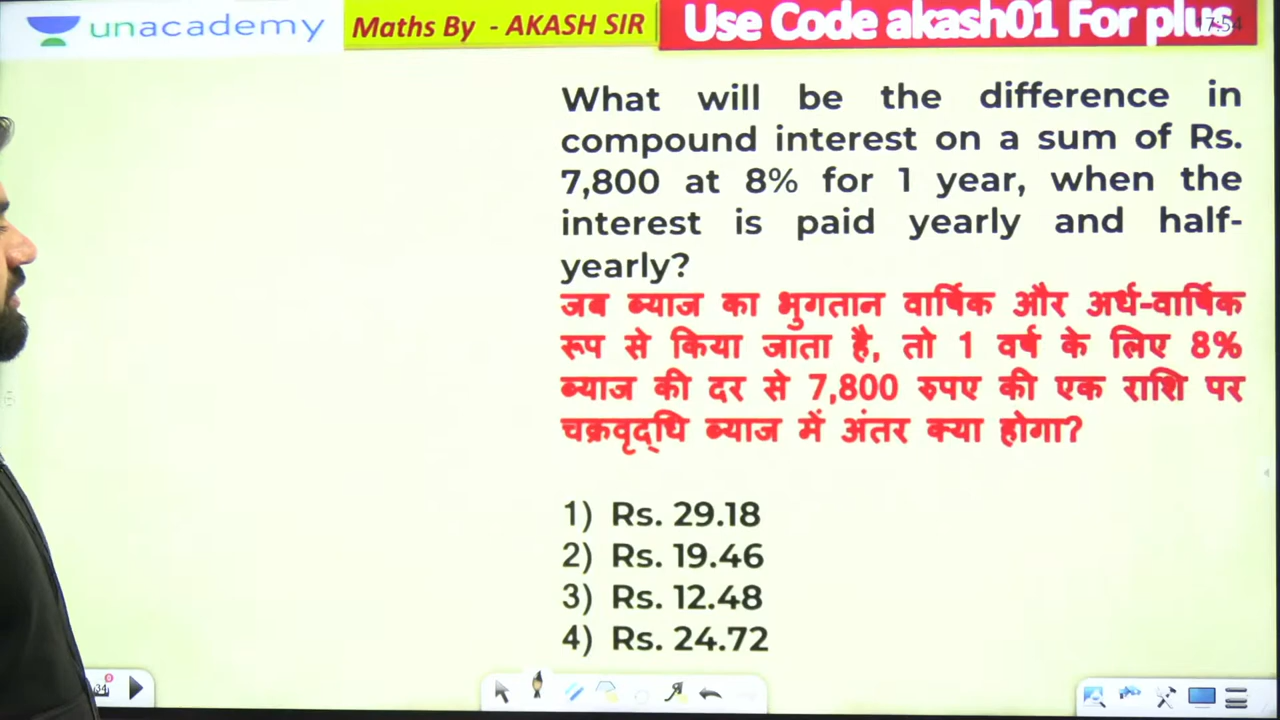 unacademy
Maths By - AKASH SIR
Use Code akash01 For plus
17:54
What will be the difference in
compound interest on a sum of Rs.
7,800 at 8% for 1 year, when the
interest is paid yearly and half-
yearly?
जब ब्याज का भुगतान वार्षिक और अर्ध-वार्षिक
रूप से किया जाता है, तो 1 वर्ष के लिए 8%
ब्याज की दर से 7,800 रुपए की एक राशि पर
चक्रवृद्धि ब्याज में अंतर क्या होगा?
1) Rs. 29.18
2) Rs. 19.46
3) Rs. 12.48
4) Rs. 24.72
34